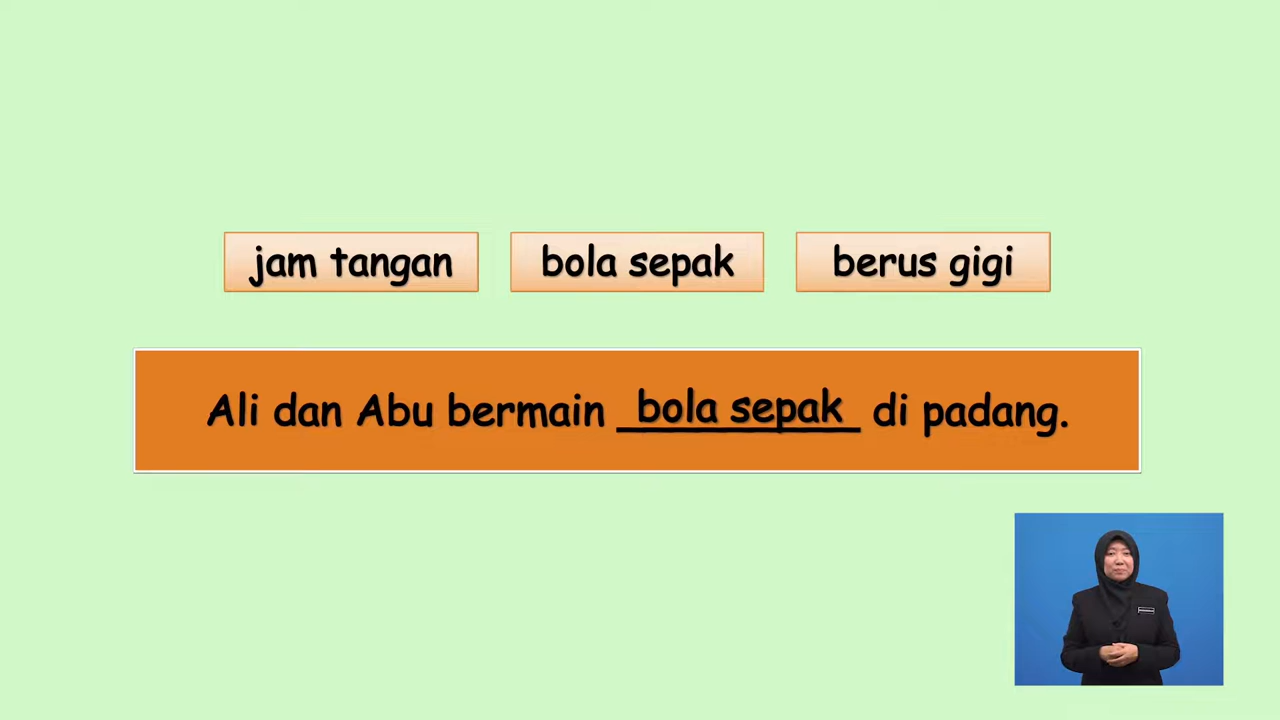 jam tangan bola sepak berus gigi
Ali dan Abu bermain bola sepak di padang.